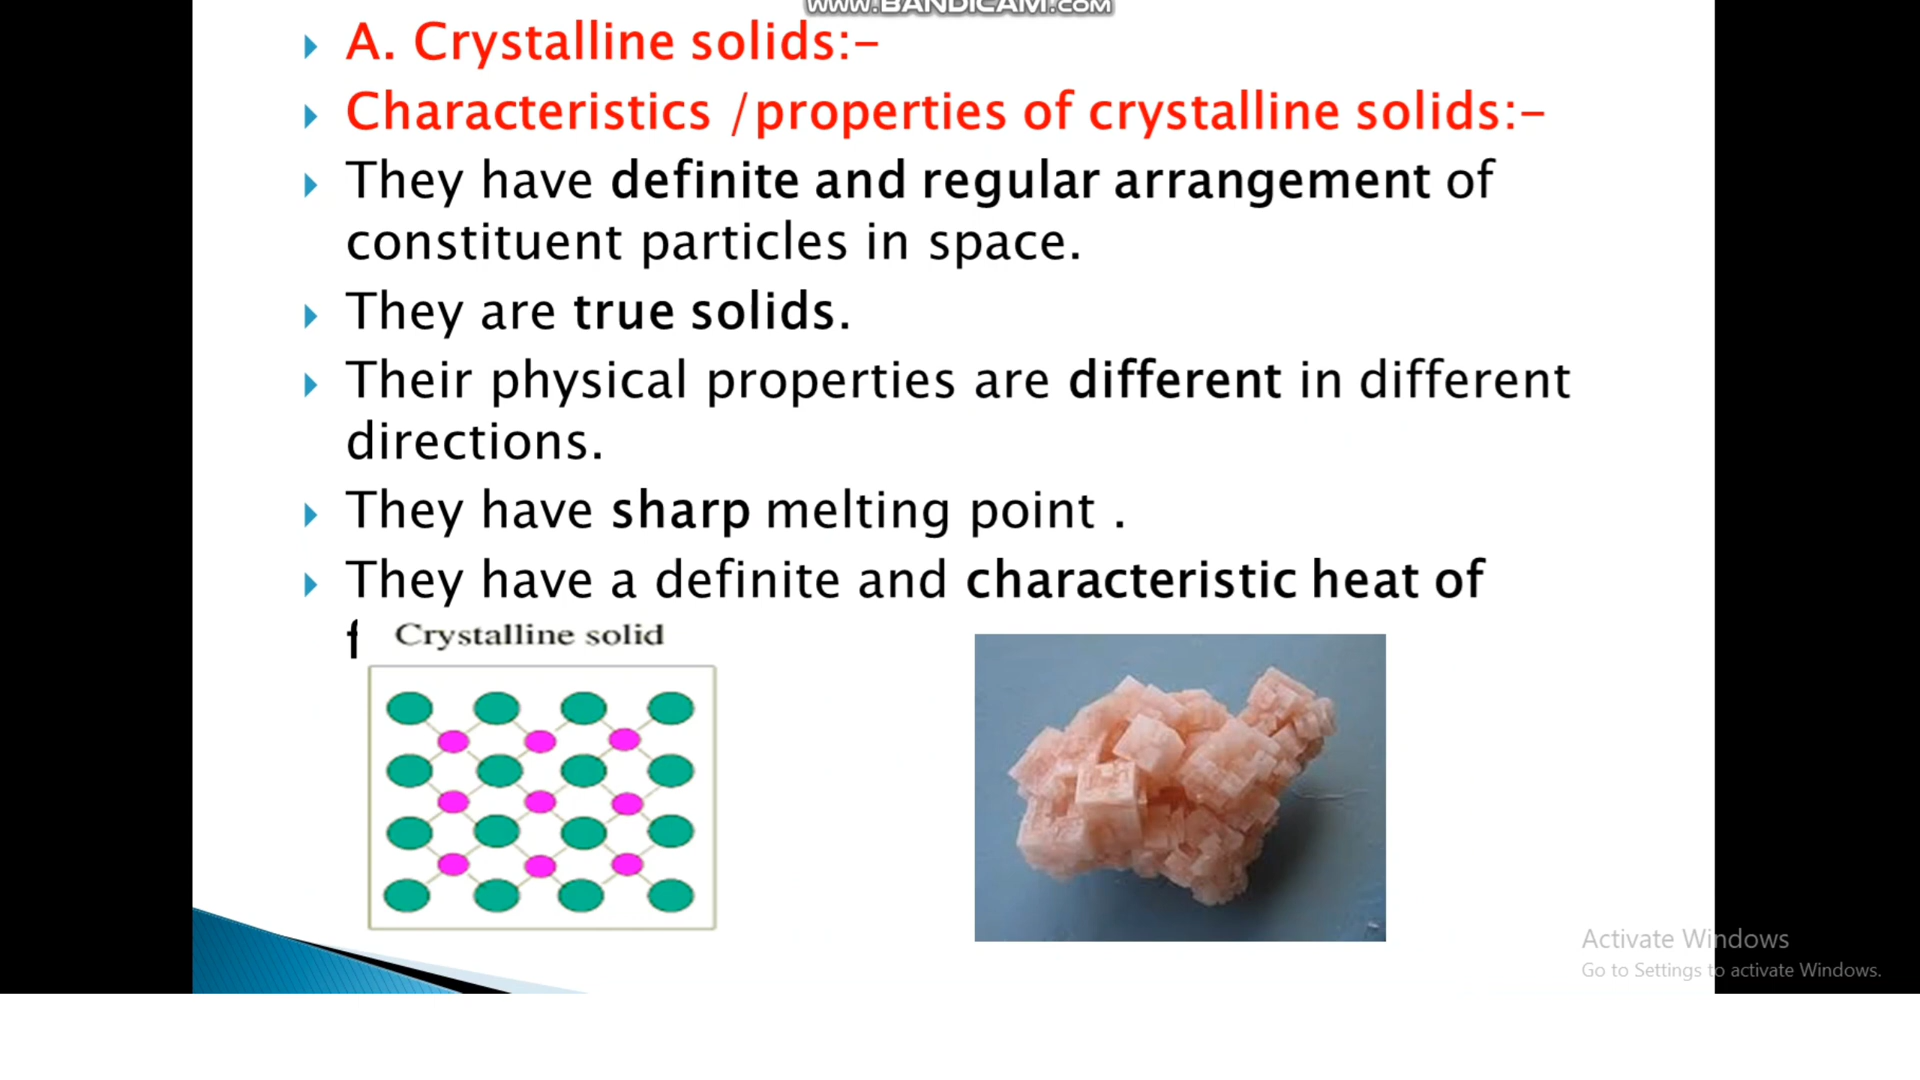 WWW.BANDICAM.COM
A. Crystalline solids:-
Characteristics /properties of crystalline solids:-
They have definite and regular arrangement of
constituent particles in space.
They are true solids.
Their physical properties are different in different
directions.
They have sharp melting point .
They have a definite and characteristic heat of
Crystalline solid
Activate Windows
Go to Settings to activate Windows.